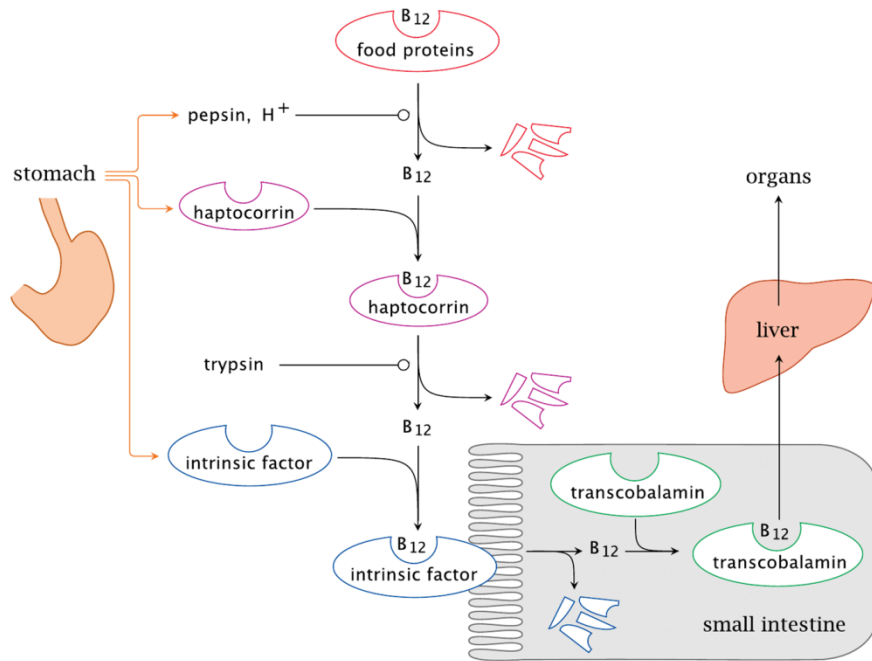 B12
food proteins
pepsin, H+
stomach
B12
organs
haptocorrin
B12
haptocorrin
liver
trypsin
B12
intrinsic factor
transcobalamin
B12
intrinsic factor
B12
B12
transcobalamin
small intestine